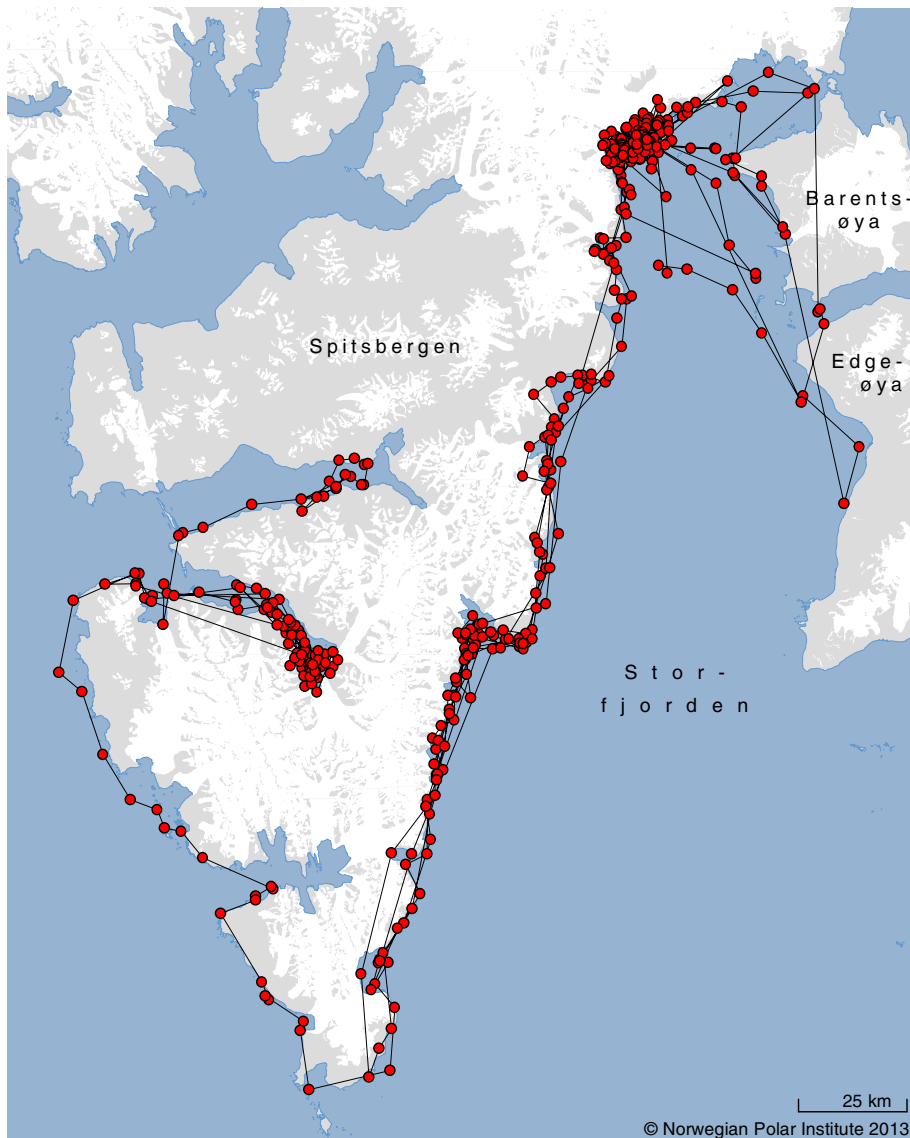 Barents-
øya
Spitsbergen
Edge-
øya
Stor-
fjorden
25 km
© Norwegian Polar Institute 2013